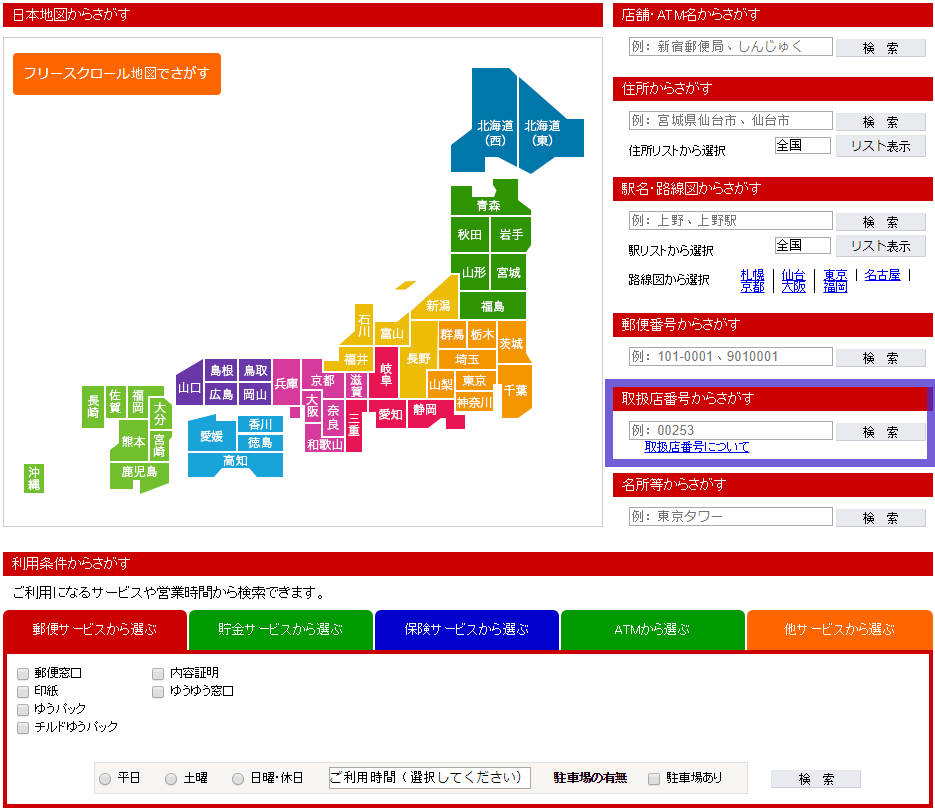 日本地図からさがす
フリースクロール地図でさがす
北海道
(西)
北海道
(東)
青森
秋田
岩手
山形
宮城
新潟
福島
石川
富山
群馬
栃木
茨城
福井
長野
埼玉
岐阜
山梨
東京
千葉
神奈川
静岡
愛知
三重
滋賀
京都
兵庫
大阪
奈良
和歌山
鳥取
島根
岡山
広島
山口
香川
愛媛
徳島
高知
福岡
佐賀
長崎
大分
熊本
宮崎
鹿児島
沖縄
店舗・ATM名からさがす
例: 新宿郵便局、しんじゅく
検 索
住所からさがす
例: 宮城県仙台市、仙台市
検 索
住所リストから選択 全国 リスト表示
駅名・路線図からさがす
例: 上野、上野駅
検 索
駅リストから選択 全国 リスト表示
路線図から選択 札幌 | 仙台 | 東京 | 名古屋 |
京都 | 大阪 | 福岡
郵便番号からさがす
例: 101-0001、9010001
検 索
取扱店番号からさがす
例: 00253
検 索
取扱店番号について
名所等からさがす
例: 東京タワー
検 索
利用条件からさがす
ご利用になるサービスや営業時間から検索できます。
郵便サービスから選ぶ
貯金サービスから選ぶ
保険サービスから選ぶ
ATMから選ぶ
他サービスから選ぶ
郵便窓口 内容証明
印紙 ゆうゆう窓口
ゆうパック
チルドゆうパック
平日 土曜 日曜・休日 ご利用時間(選択してください) 駐車場の有無 駐車場あり 検 索